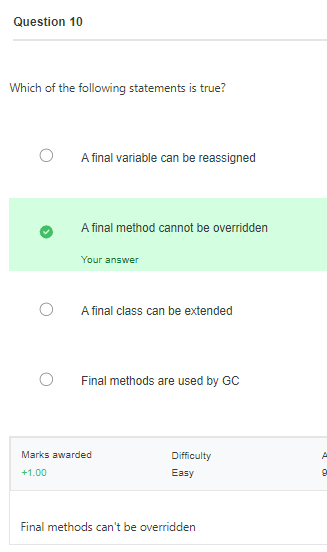 Question 10
Which of the following statements is true?
A final variable can be reassigned
A final method cannot be overridden
Your answer
A final class can be extended
Final methods are used by GC
Marks awarded Difficulty
+1.00 Easy
Final methods can't be overridden